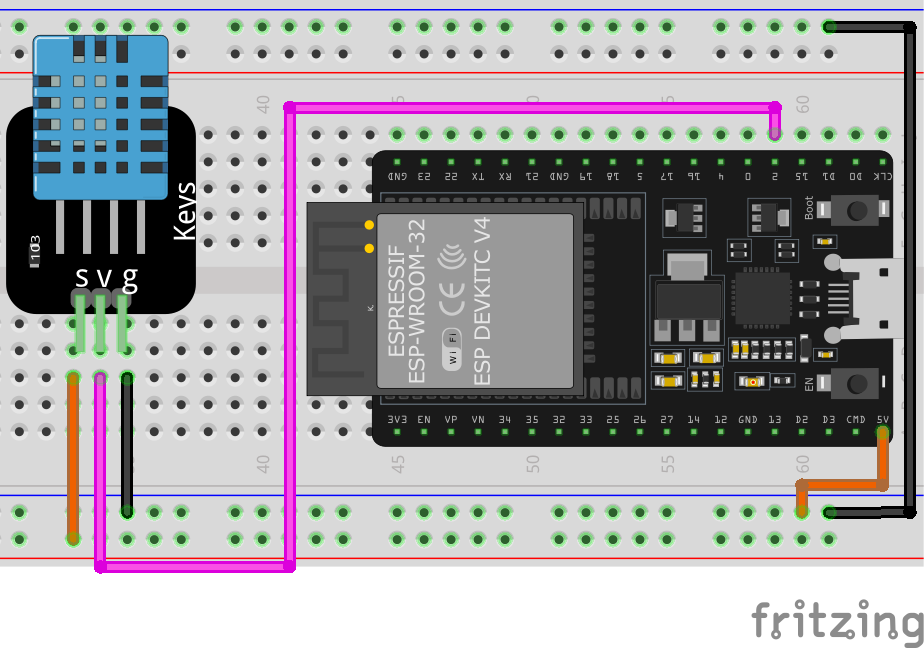 40
5
50
55
60
GND 23 22 TX RX 21 GND 19 18 5 17 16 4 0 2 15 D1 D0 CLK
Boot
Keys
103
s v g
K.
ESPRESSIF
ESP-WROOM-32
Wi Fi
ESP DEVKITC V4
EN
3V3 EN VP VN 34 35 32 33 25 26 27 14 12 GND 13 D2 D3 CMD 5V
40
45
50
55
60
fritzing